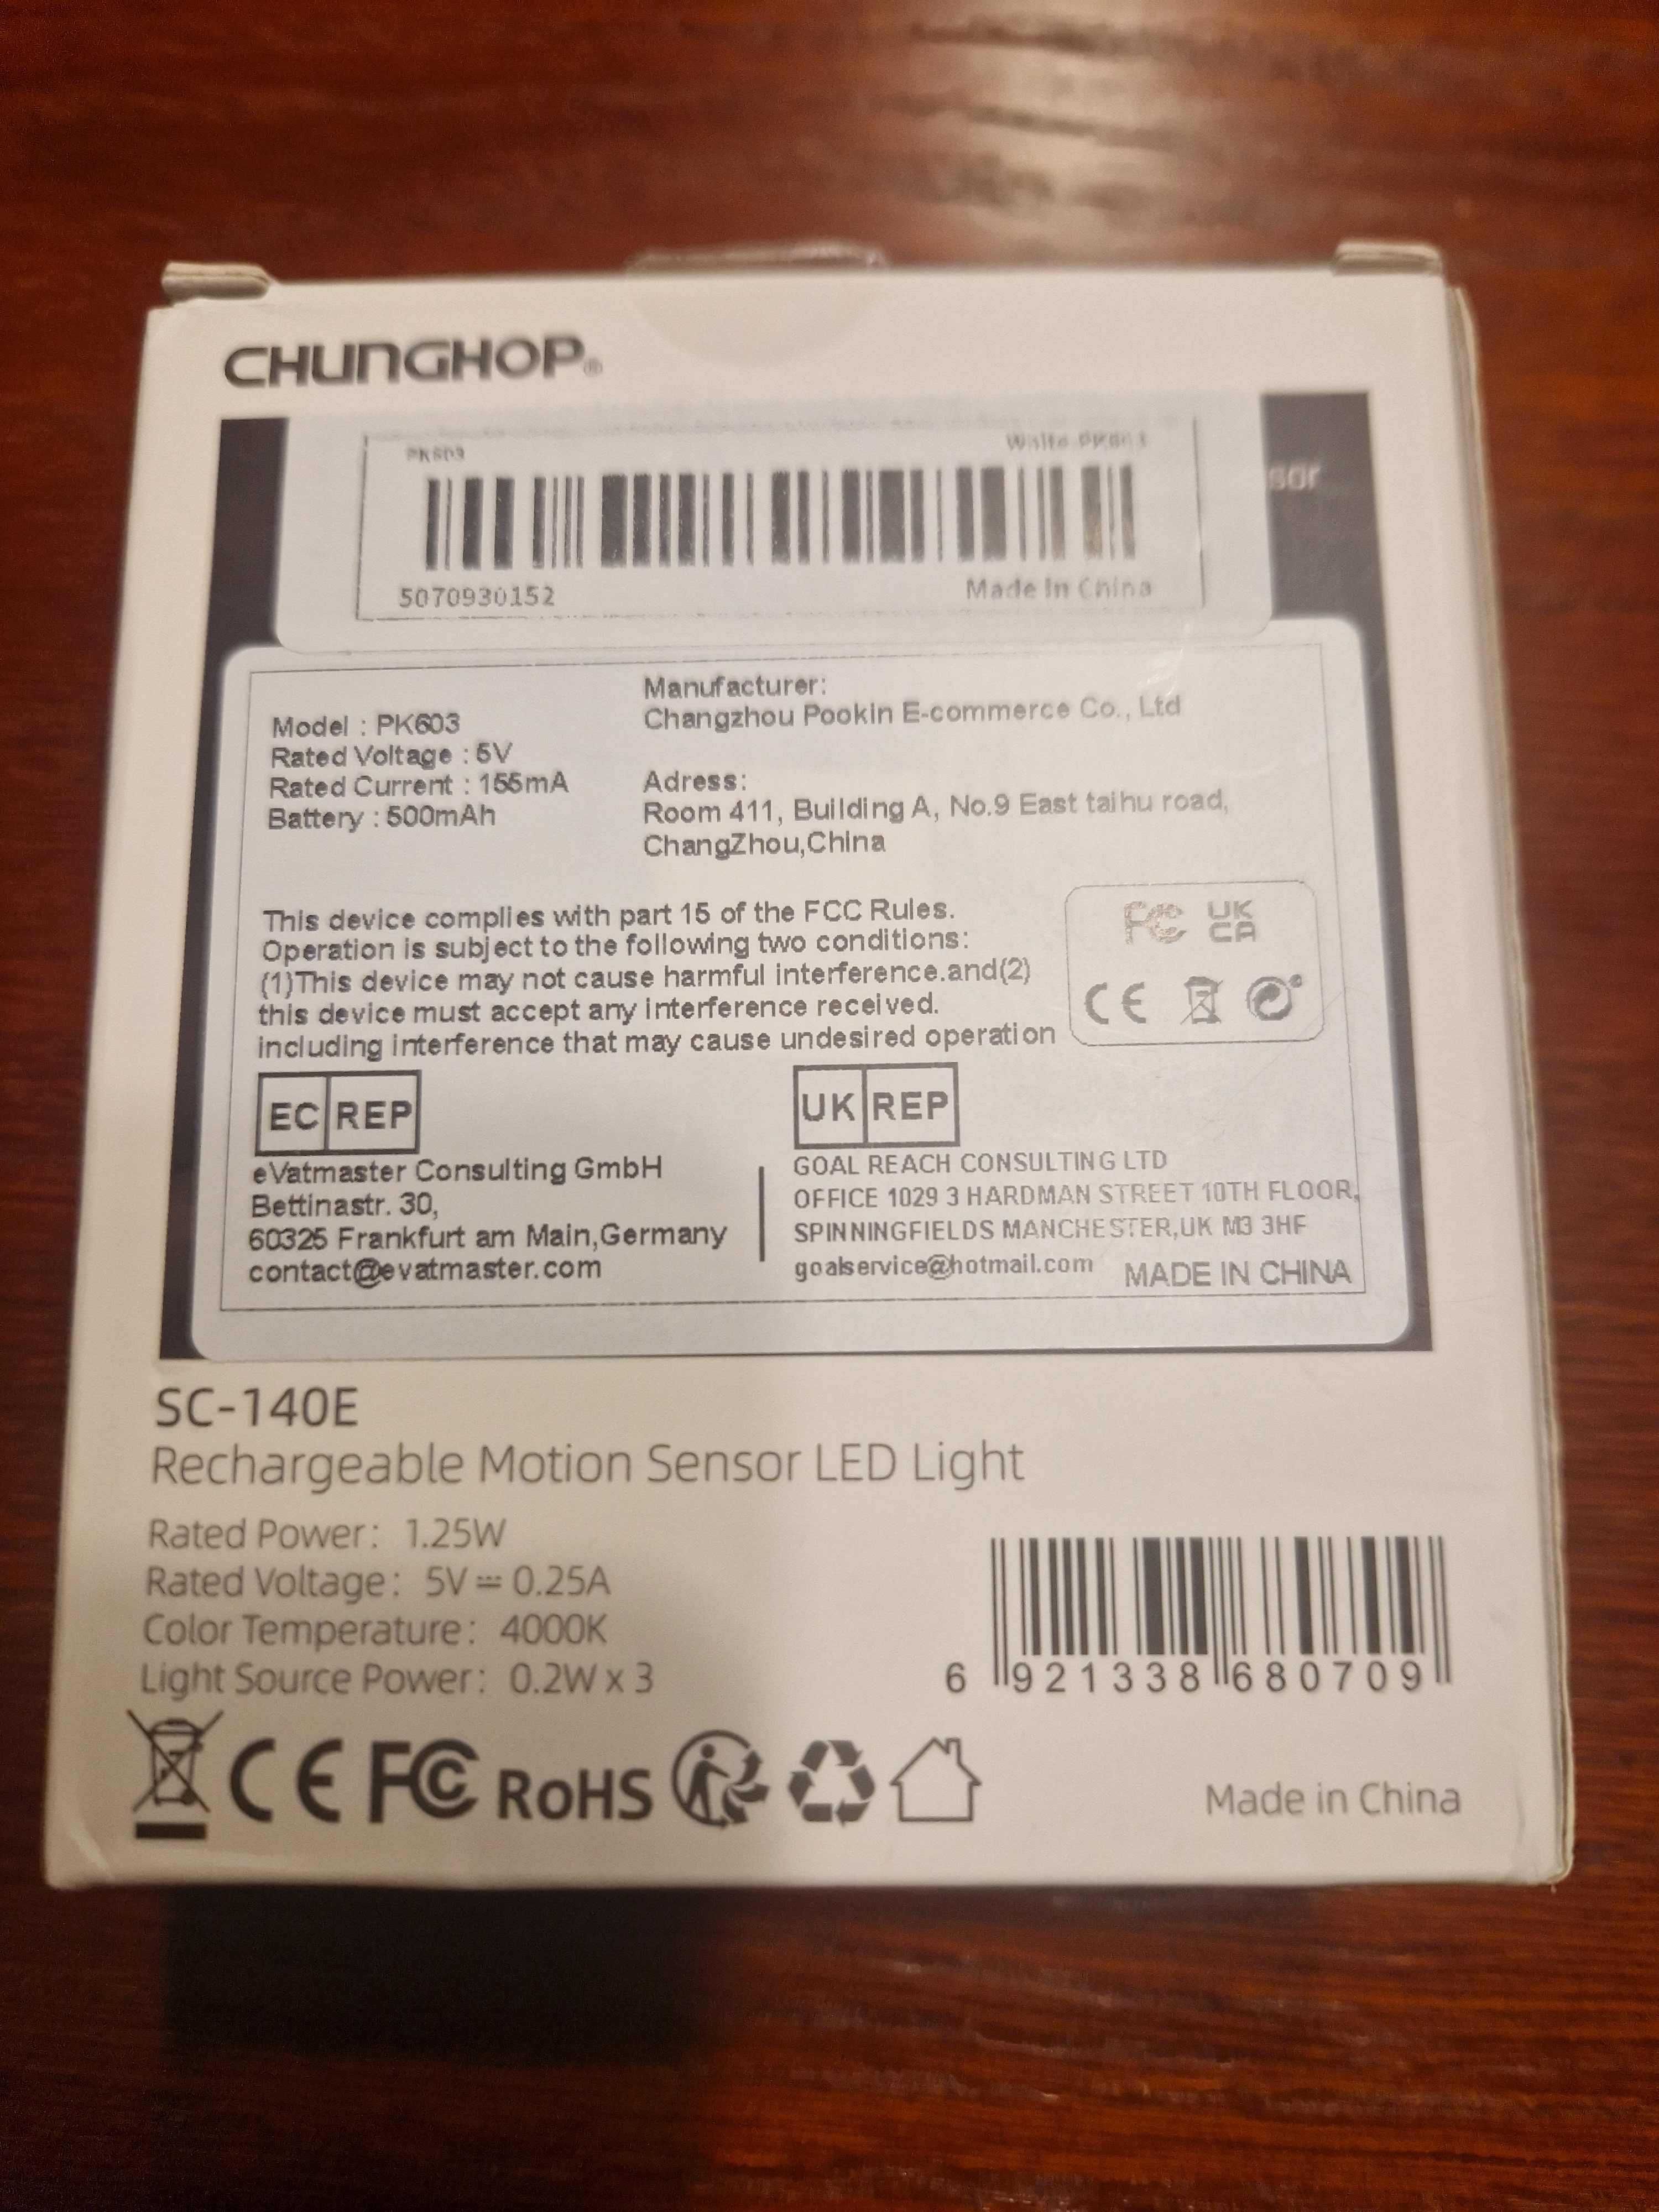 CHUNGHOP®
PK603
White PK603
sor
5070930152
Made In China
Model : PK603
Rated Voltage : 5V
Rated Current : 155mA
Battery : 500mAh
Manufacturer:
Changzhou Pookin E-commerce Co., Ltd
Adress:
Room 411, Building A, No.9 East taihu road,
ChangZhou,China
This device complies with part 15 of the FCC Rules.
Operation is subject to the following two conditions:
(1)This device may not cause harmful interference.and(2)
this device must accept any interference received.
including interference that may cause undesired operation
FC UK
CA
CE
EC REP
eVatmaster Consulting GmbH
Bettinastr. 30,
60325 Frankfurt am Main,Germany
contact@evatmaster.com
UK REP
GOAL REACH CONSULTING LTD
OFFICE 1029 3 HARDMAN STREET 10TH FLOOR,
SPINNINGFIELDS MANCHESTER,UK M3 3HF
goalservice@hotmail.com
MADE IN CHINA
SC-140E
Rechargeable Motion Sensor LED Light
Rated Power: 1.25W
Rated Voltage: 5V⎓0.25A
Color Temperature: 4000K
Light Source Power: 0.2W x 3
6 921338 680709
CE FC RoHS
Made in China